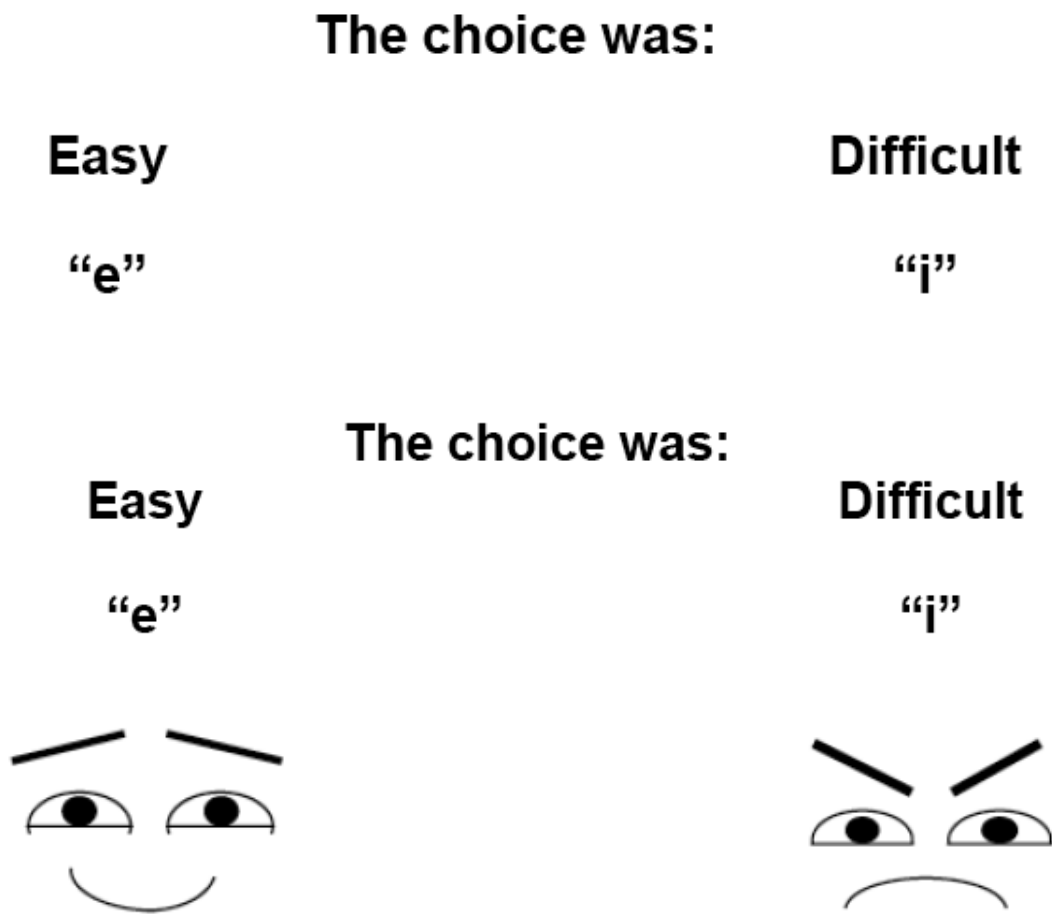 The choice was:
Easy Difficult
“e” “i”
The choice was:
Easy Difficult
“e” “i”